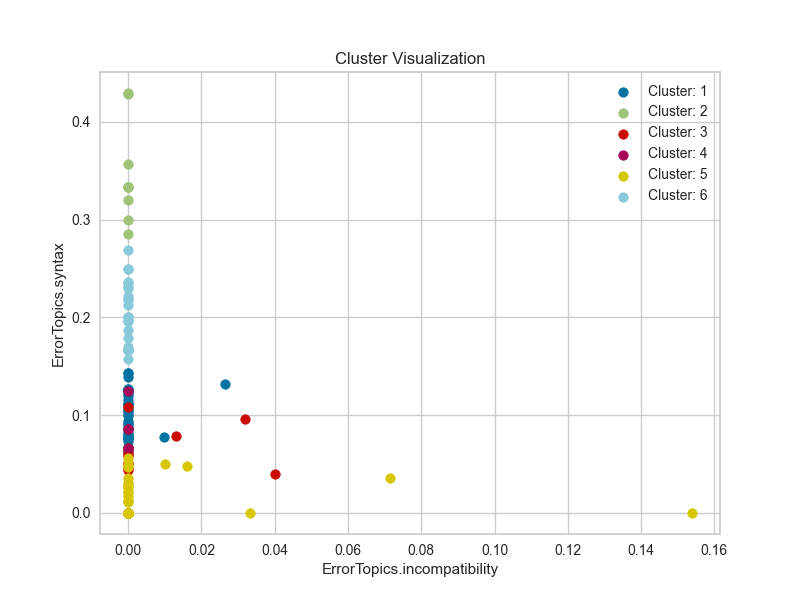 Cluster Visualization
Cluster: 1
Cluster: 2
Cluster: 3
Cluster: 4
Cluster: 5
Cluster: 6
ErrorTopics.syntax
0.4
0.3
0.2
0.1
0.0
0.00 0.02 0.04 0.06 0.08 0.10 0.12 0.14 0.16
ErrorTopics.incompatibility